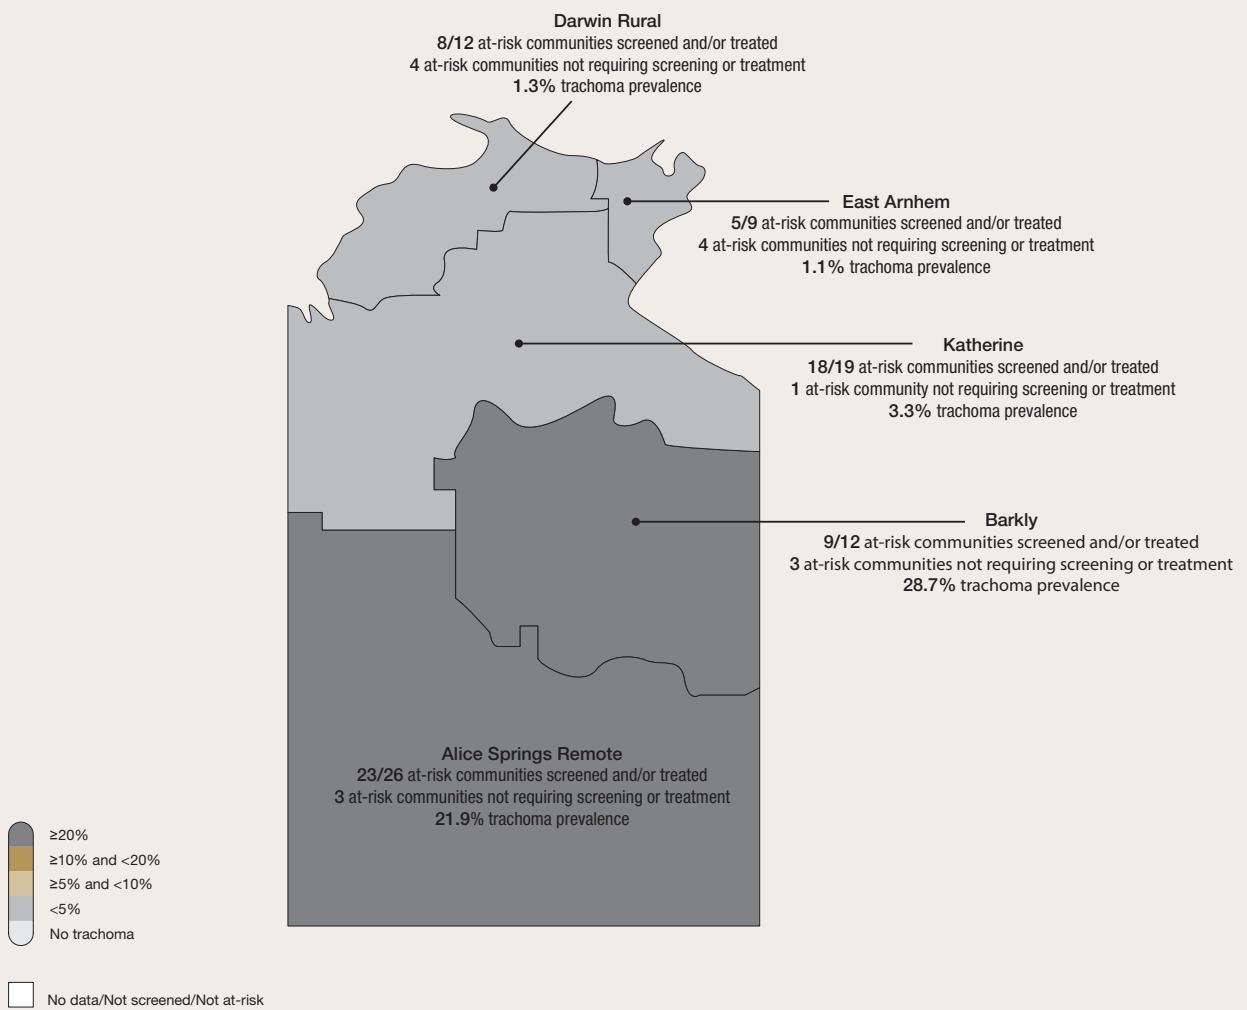 Darwin Rural
8/12 at-risk communities screened and/or treated
4 at-risk communities not requiring screening or treatment
1.3% trachoma prevalence
East Arnhem
5/9 at-risk communities screened and/or treated
4 at-risk communities not requiring screening or treatment
1.1% trachoma prevalence
Katherine
18/19 at-risk communities screened and/or treated
1 at-risk community not requiring screening or treatment
3.3% trachoma prevalence
Barkly
9/12 at-risk communities screened and/or treated
3 at-risk communities not requiring screening or treatment
28.7% trachoma prevalence
Alice Springs Remote
23/26 at-risk communities screened and/or treated
3 at-risk communities not requiring screening or treatment
21.9% trachoma prevalence
≥20%
≥10% and <20%
≥5% and <10%
<5%
No trachoma
No data/Not screened/Not at-risk